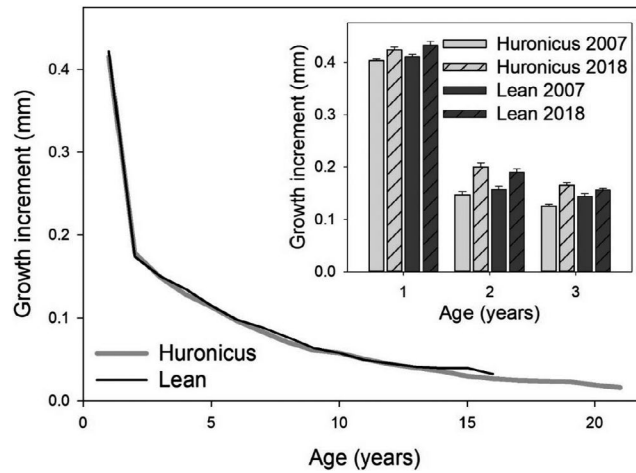 Growth increment (mm)
0.4
0.3
0.2
0.1
0.0
0
5
10
15
20
Age (years)
Huronicus
Lean
Growth increment (mm)
0.4
0.3
0.2
0.1
0.0
1
2
3
Age (years)
Huronicus 2007
Huronicus 2018
Lean 2007
Lean 2018